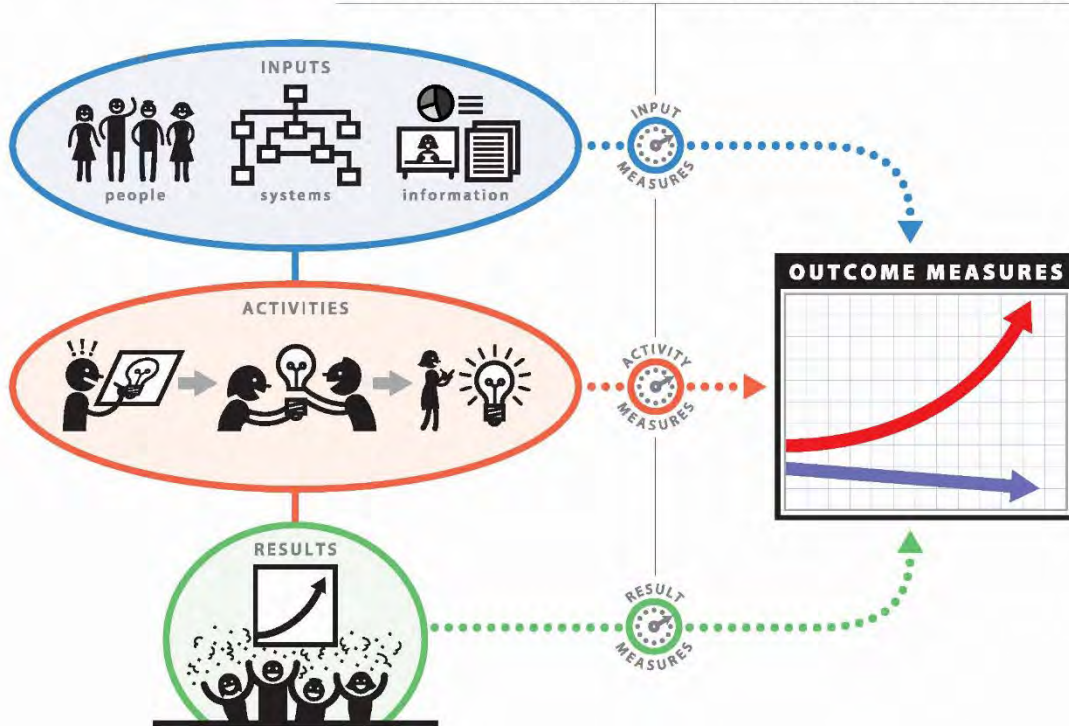 INPUTS
people
systems
information
INPUT
MEASURES
OUTCOME MEASURES
ACTIVITIES
!!!
ACTIVITY
MEASURES
RESULTS
RESULT
MEASURES